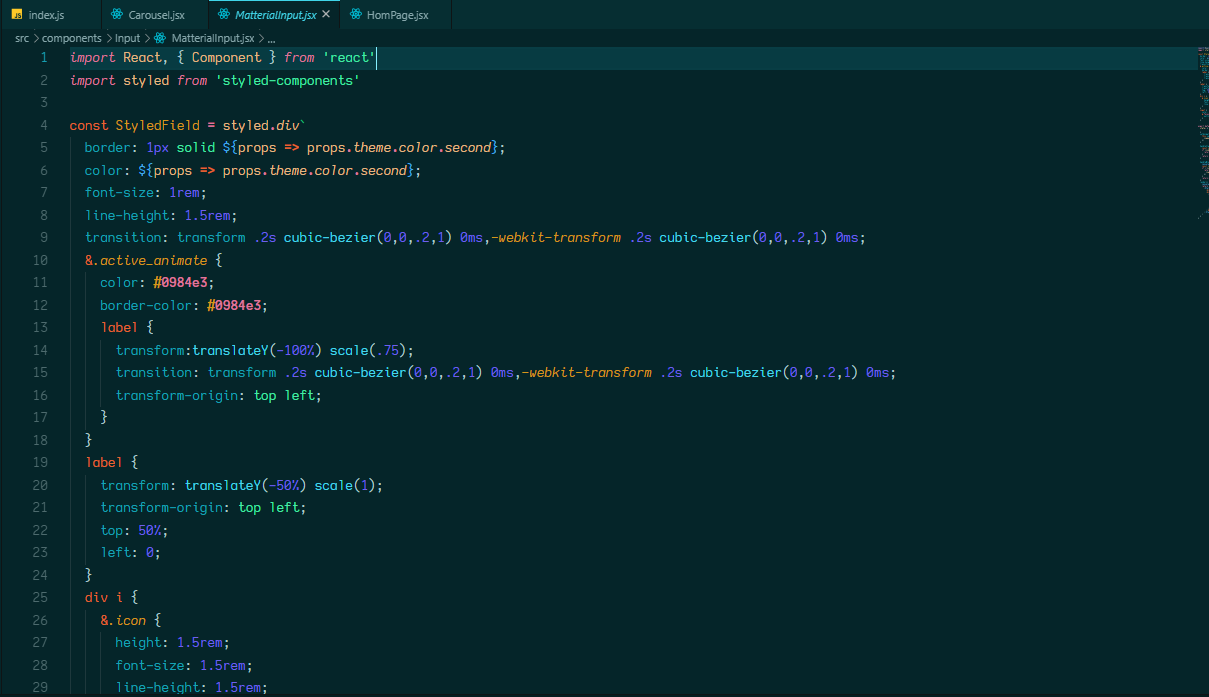 JS index.js Carousel.jsx MatterialInput.jsx × HomPage.jsx
src > components > Input > MatterialInput.jsx > ...
1 import React, { Component } from 'react'
2 import styled from 'styled-components'
3
4 const StyledField = styled.div`
5 border: 1px solid ${props => props.theme.color.second};
6 color: ${props => props.theme.color.second};
7 font-size: 1rem;
8 line-height: 1.5rem;
9 transition: transform .2s cubic-bezier(0,0,.2,1) 0ms,-webkit-transform .2s cubic-bezier(0,0,.2,1) 0ms;
10 &.active_animate {
11 color: #0984e3;
12 border-color: #0984e3;
13 label {
14 transform:translateY(-100%) scale(.75);
15 transition: transform .2s cubic-bezier(0,0,.2,1) 0ms,-webkit-transform .2s cubic-bezier(0,0,.2,1) 0ms;
16 transform-origin: top left;
17 }
18 }
19 label {
20 transform: translateY(-50%) scale(1);
21 transform-origin: top left;
22 top: 50%;
23 left: 0;
24 }
25 div i {
26 &.icon {
27 height: 1.5rem;
28 font-size: 1.5rem;
29 line-height: 1.5rem;